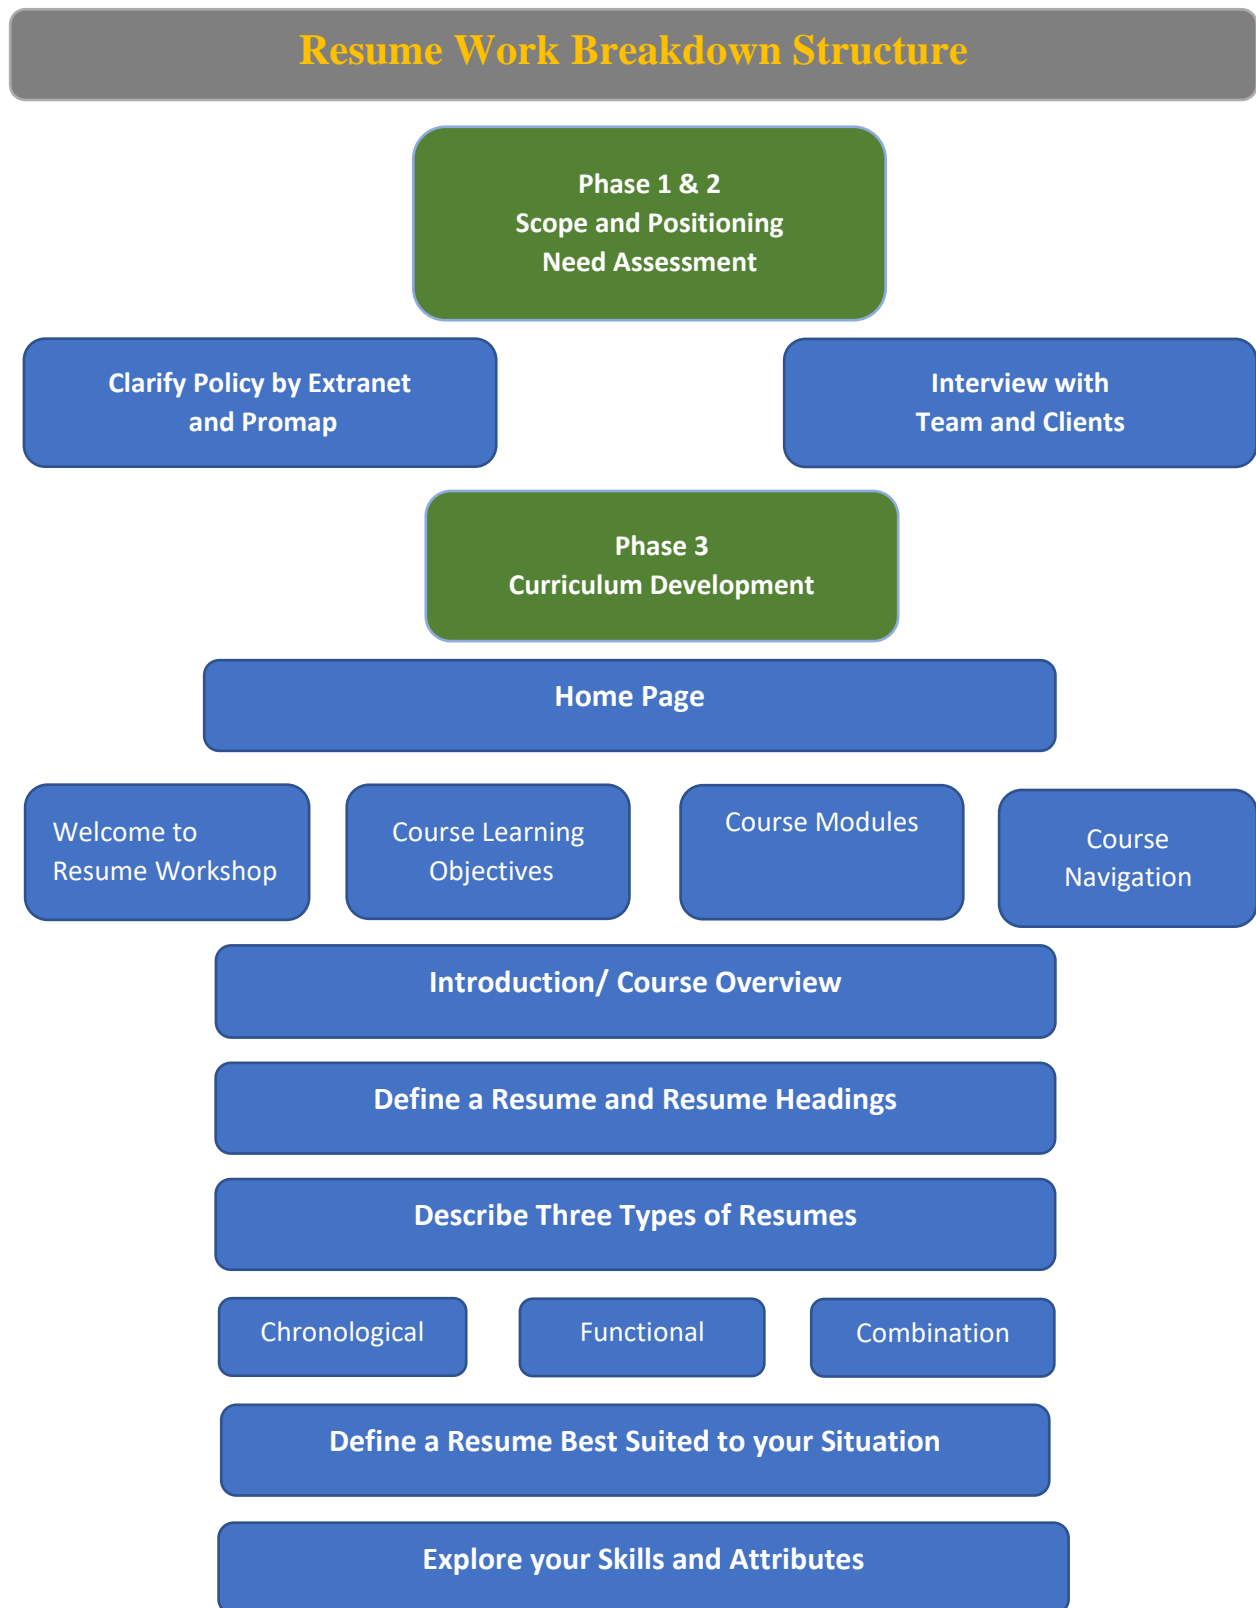 Resume Work Breakdown Structure
Phase 1 & 2
Scope and Positioning
Need Assessment
Clarify Policy by Extranet
and Promap
Interview with
Team and Clients
Phase 3
Curriculum Development
Home Page
Welcome to
Resume Workshop
Course Learning
Objectives
Course Modules
Course
Navigation
Introduction/ Course Overview
Define a Resume and Resume Headings
Describe Three Types of Resumes
Chronological
Functional
Combination
Define a Resume Best Suited to your Situation
Explore your Skills and Attributes